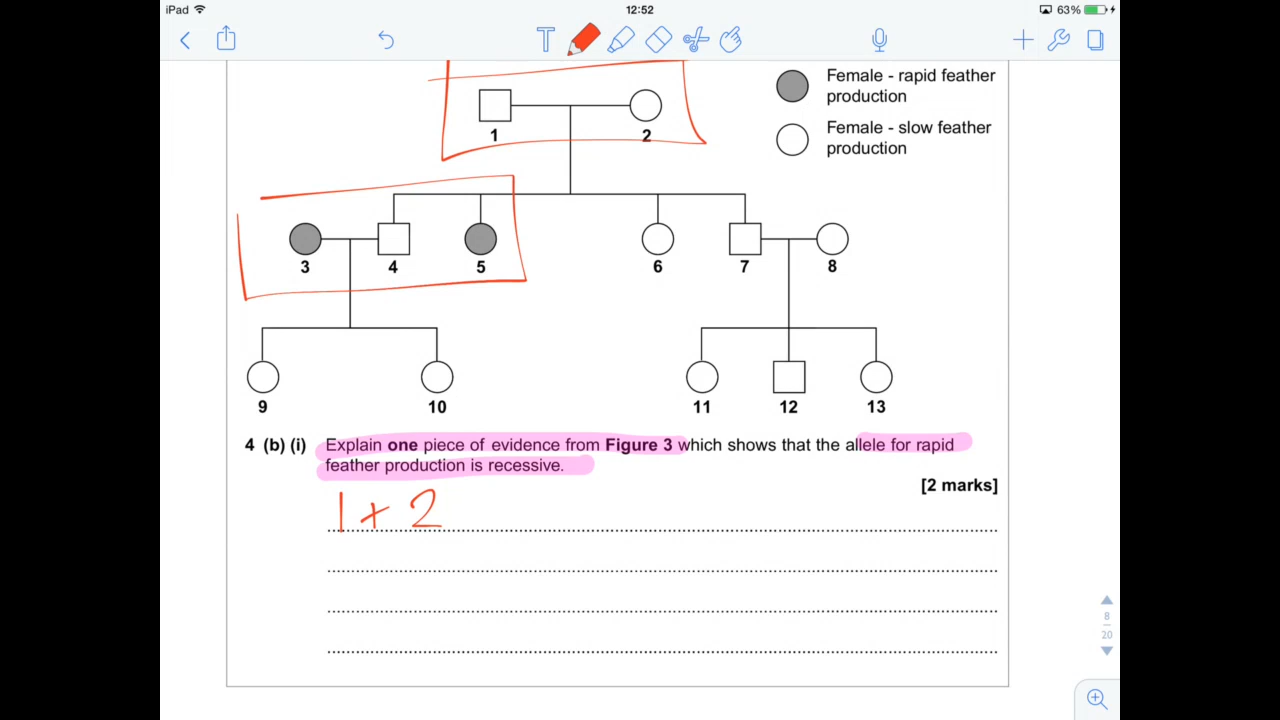 iPad 12:52 63%
T
Female - rapid feather
production
Female - slow feather
production
1 2
3 4 5 6 7 8
9 10 11 12 13
4 (b) (i) Explain one piece of evidence from Figure 3 which shows that the allele for rapid
feather production is recessive.
[2 marks]
1 + 2
8
20